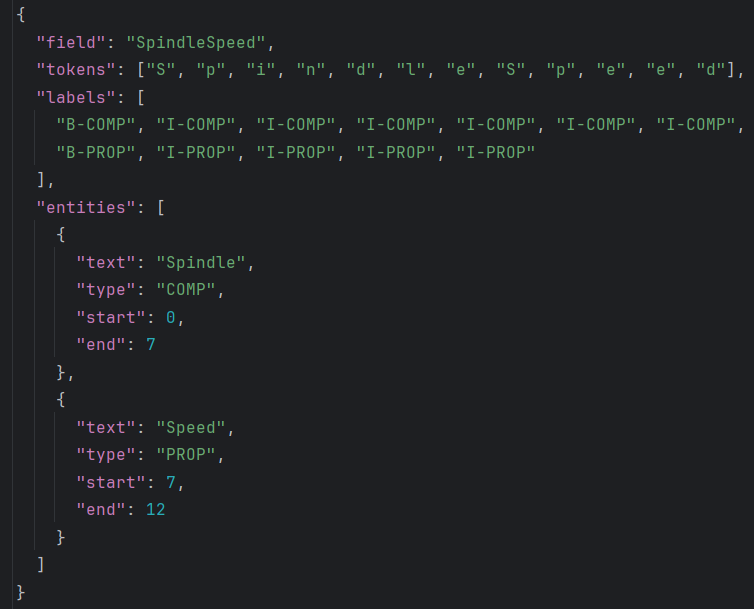 {
"field": "SpindleSpeed",
"tokens": ["S", "p", "i", "n", "d", "l", "e", "S", "p", "e", "e", "d"],
"labels": [
"B-COMP", "I-COMP", "I-COMP", "I-COMP", "I-COMP", "I-COMP", "I-COMP",
"B-PROP", "I-PROP", "I-PROP", "I-PROP", "I-PROP"
],
"entities": [
{
"text": "Spindle",
"type": "COMP",
"start": 0,
"end": 7
},
{
"text": "Speed",
"type": "PROP",
"start": 7,
"end": 12
}
]
}